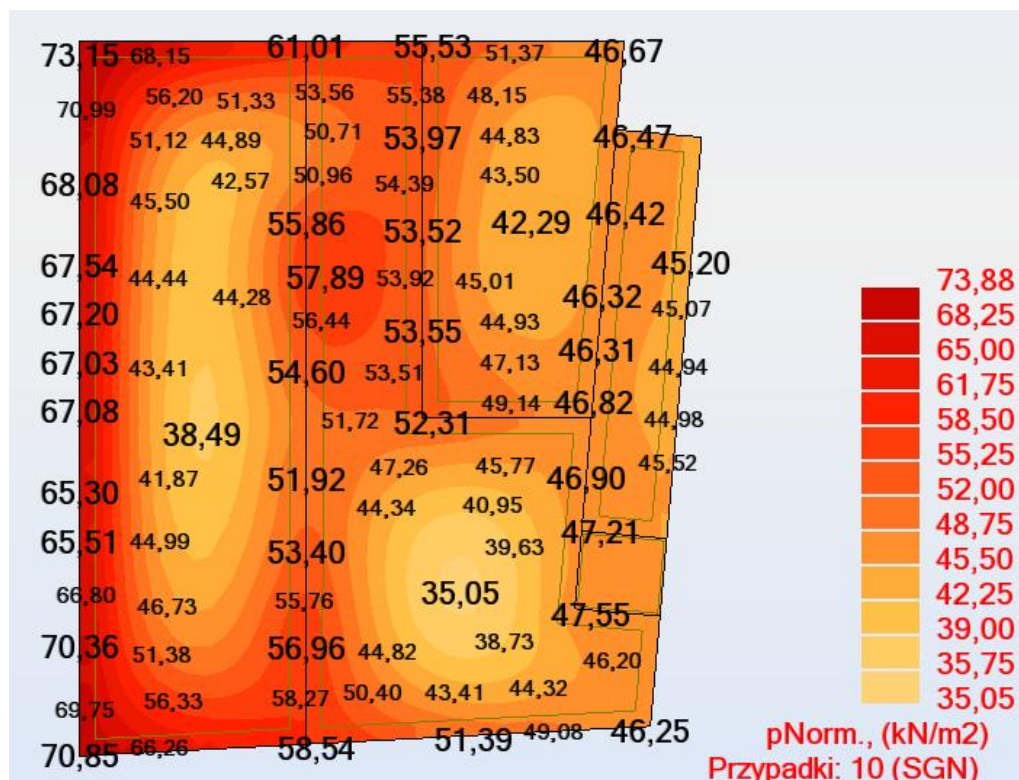 73,15 68,15 61,01 55,53 51,37 46,67
70,99 56,20 51,33 53,56 55,38 48,15
51,12 44,89 50,71 53,97 44,83 46,47
68,08 45,50 42,57 50,96 54,39 43,50
55,86 53,52 42,29 46,42
67,54 44,44 57,89 53,92 45,01 45,20
67,20 44,28 56,44 53,55 44,93 46,32 45,07
67,03 43,41 54,60 53,51 47,13 46,31 44,94
67,08 51,72 52,31 49,14 46,82 44,98
38,49
65,30 41,87 51,92 47,26 45,77 46,90 45,52
44,34 40,95
65,51 44,99 53,40 39,63 47,21
66,80 46,73 55,76 35,05 47,55
70,36 51,38 56,96 44,82 38,73 46,20
69,75 56,33 58,27 50,40 43,41 44,32
70,85 66,26 58,54 51,39 49,08 46,25
73,88
68,25
65,00
61,75
58,50
55,25
52,00
48,75
45,50
42,25
39,00
35,75
35,05
pNorm., (kN/m2)
Przypadki: 10 (SGN)